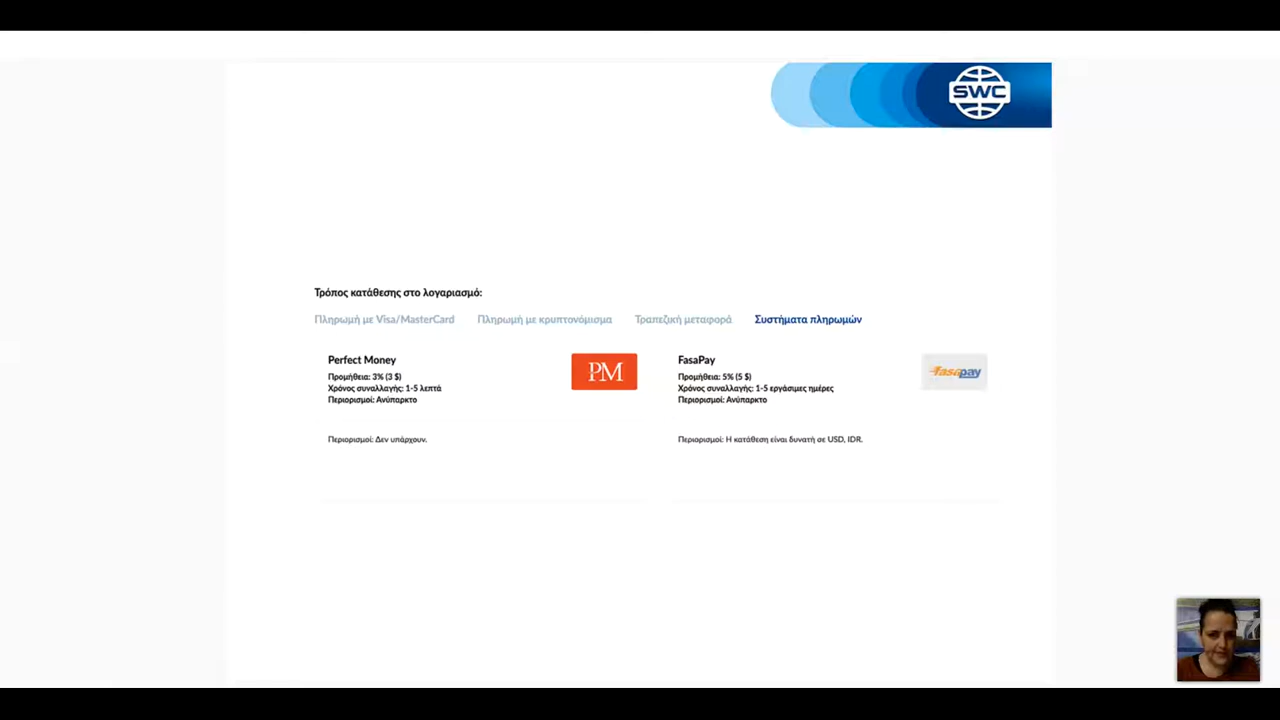 SWC
Τρόπος κατάθεσης στο λογαριασμό:
Πληρωμή με Visa/MasterCard Πληρωμή με κρυπτονόμισμα Τραπεζική μεταφορά Συστήματα πληρωμών
Perfect Money
Προμήθεια: 3% (3 $)
Χρόνος συναλλαγής: 1-5 λεπτά
Περιορισμοί: Ανύπαρκτο
Περιορισμοί: Δεν υπάρχουν.
PM
FasaPay
Προμήθεια: 5% (5 $)
Χρόνος συναλλαγής: 1-5 εργάσιμες ημέρες
Περιορισμοί: Ανύπαρκτο
Περιορισμοί: Η κατάθεση είναι δυνατή σε USD, IDR.
fasapay